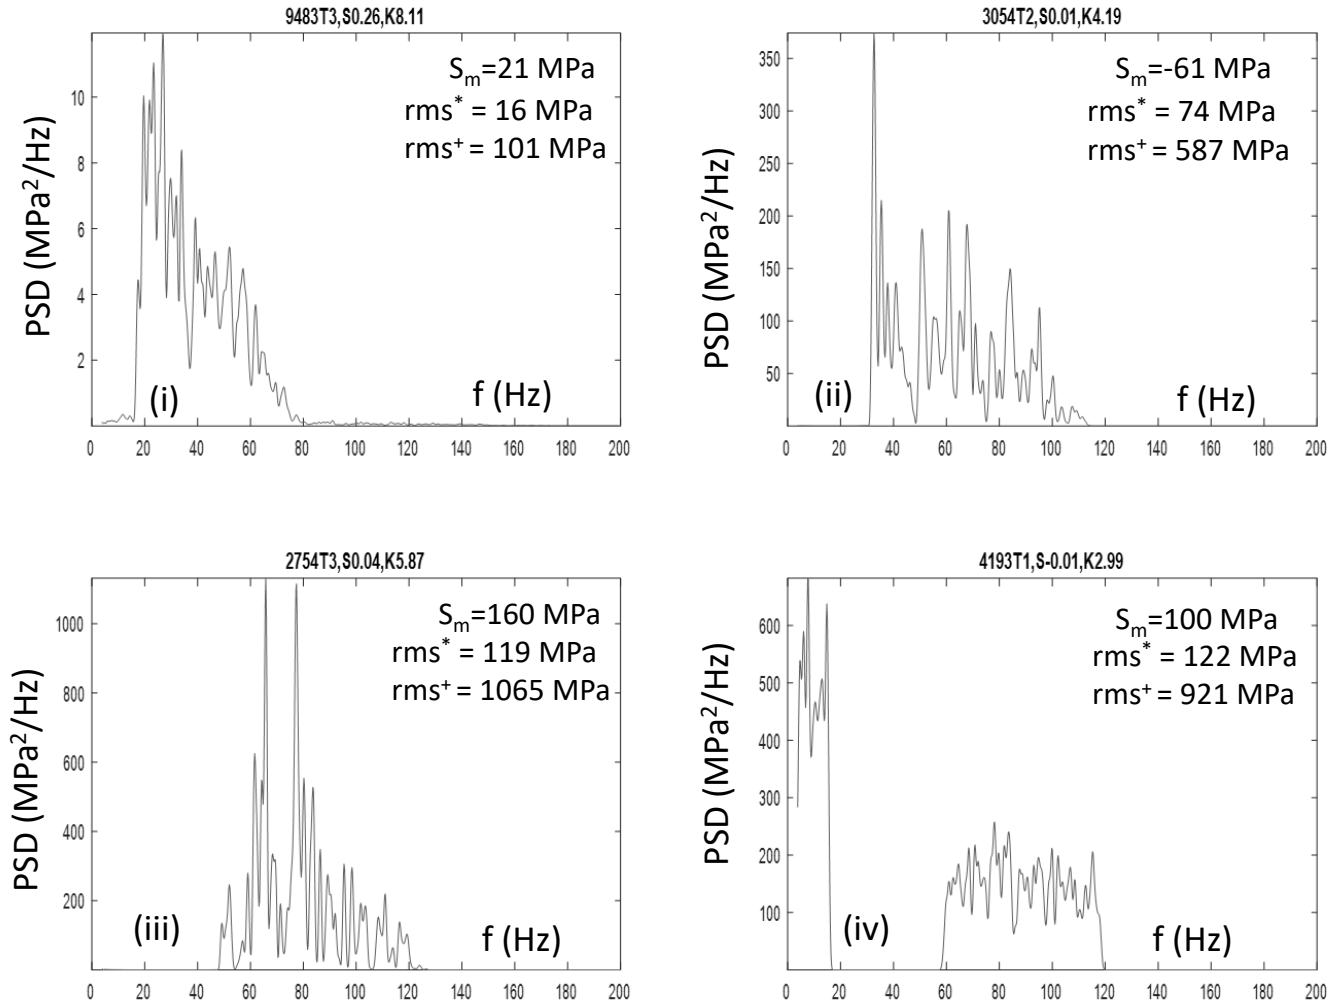 9483T3,S0.26,K8.11
S_m=21 MPa
rms* = 16 MPa
rms⁺ = 101 MPa
PSD (MPa²/Hz)
10
8
6
4
2
(i)
f (Hz)
0 20 40 60 80 100 120 140 160 180 200
3054T2,S0.01,K4.19
S_m=-61 MPa
rms* = 74 MPa
rms⁺ = 587 MPa
PSD (MPa²/Hz)
350
300
250
200
150
100
50
(ii)
f (Hz)
0 20 40 60 80 100 120 140 160 180 200
2754T3,S0.04,K5.87
S_m=160 MPa
rms* = 119 MPa
rms⁺ = 1065 MPa
PSD (MPa²/Hz)
1000
800
600
400
200
(iii)
f (Hz)
0 20 40 60 80 100 120 140 160 180 200
4193T1,S-0.01,K2.99
S_m=100 MPa
rms* = 122 MPa
rms⁺ = 921 MPa
PSD (MPa²/Hz)
600
500
400
300
200
100
(iv)
f (Hz)
0 20 40 60 80 100 120 140 160 180 200